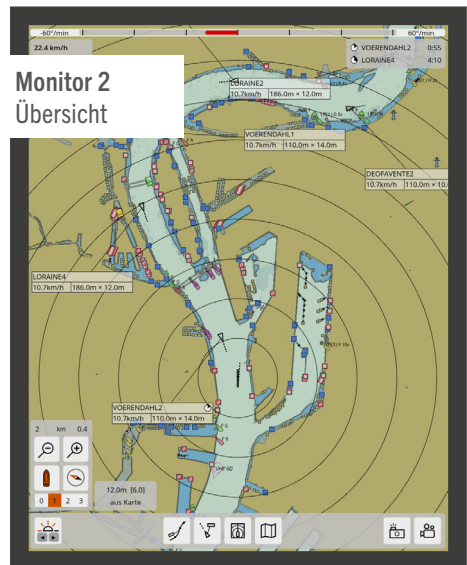 -60°/min
60°/min
22.4 km/h
VOERENDAHL2 0:55
LORAINE4 4:10
Monitor 2
Übersicht
LORAINE2
10.7km/h 186.0m × 12.0m
VOERENDAHL1
10.7km/h 110.0m × 14.0m
DEOFAVENTE2
10.7km/h 110.0m × 10.
LORAINE4
10.7km/h 186.0m × 12.0m
VOERENDAHL2
10.7km/h 110.0m × 14.0m
G
R
2 km 0.4
0 1 2 3
12.0m [6.0]
aus Karte